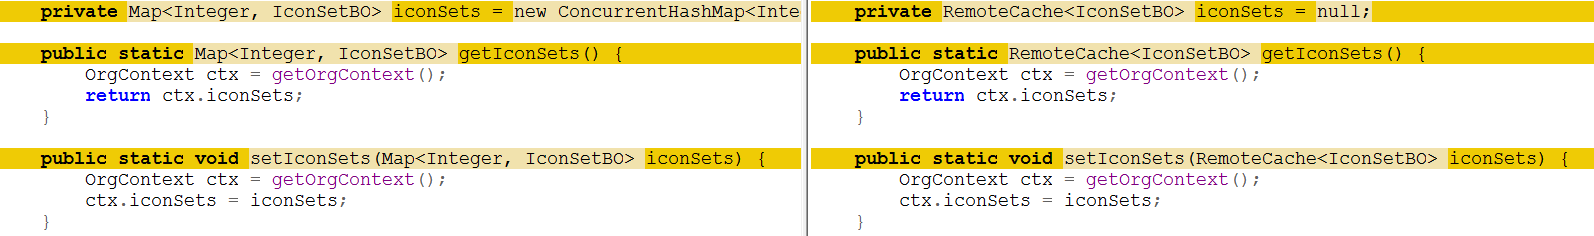 private Map<Integer, IconSetBO> iconSets = new ConcurrentHashMap<Inte
public static Map<Integer, IconSetBO> getIconSets() {
OrgContext ctx = getOrgContext();
return ctx.iconSets;
}
public static void setIconSets(Map<Integer, IconSetBO> iconSets) {
OrgContext ctx = getOrgContext();
ctx.iconSets = iconSets;
}
private RemoteCache<IconSetBO> iconSets = null;
public static RemoteCache<IconSetBO> getIconSets() {
OrgContext ctx = getOrgContext();
return ctx.iconSets;
}
public static void setIconSets(RemoteCache<IconSetBO> iconSets) {
OrgContext ctx = getOrgContext();
ctx.iconSets = iconSets;
}